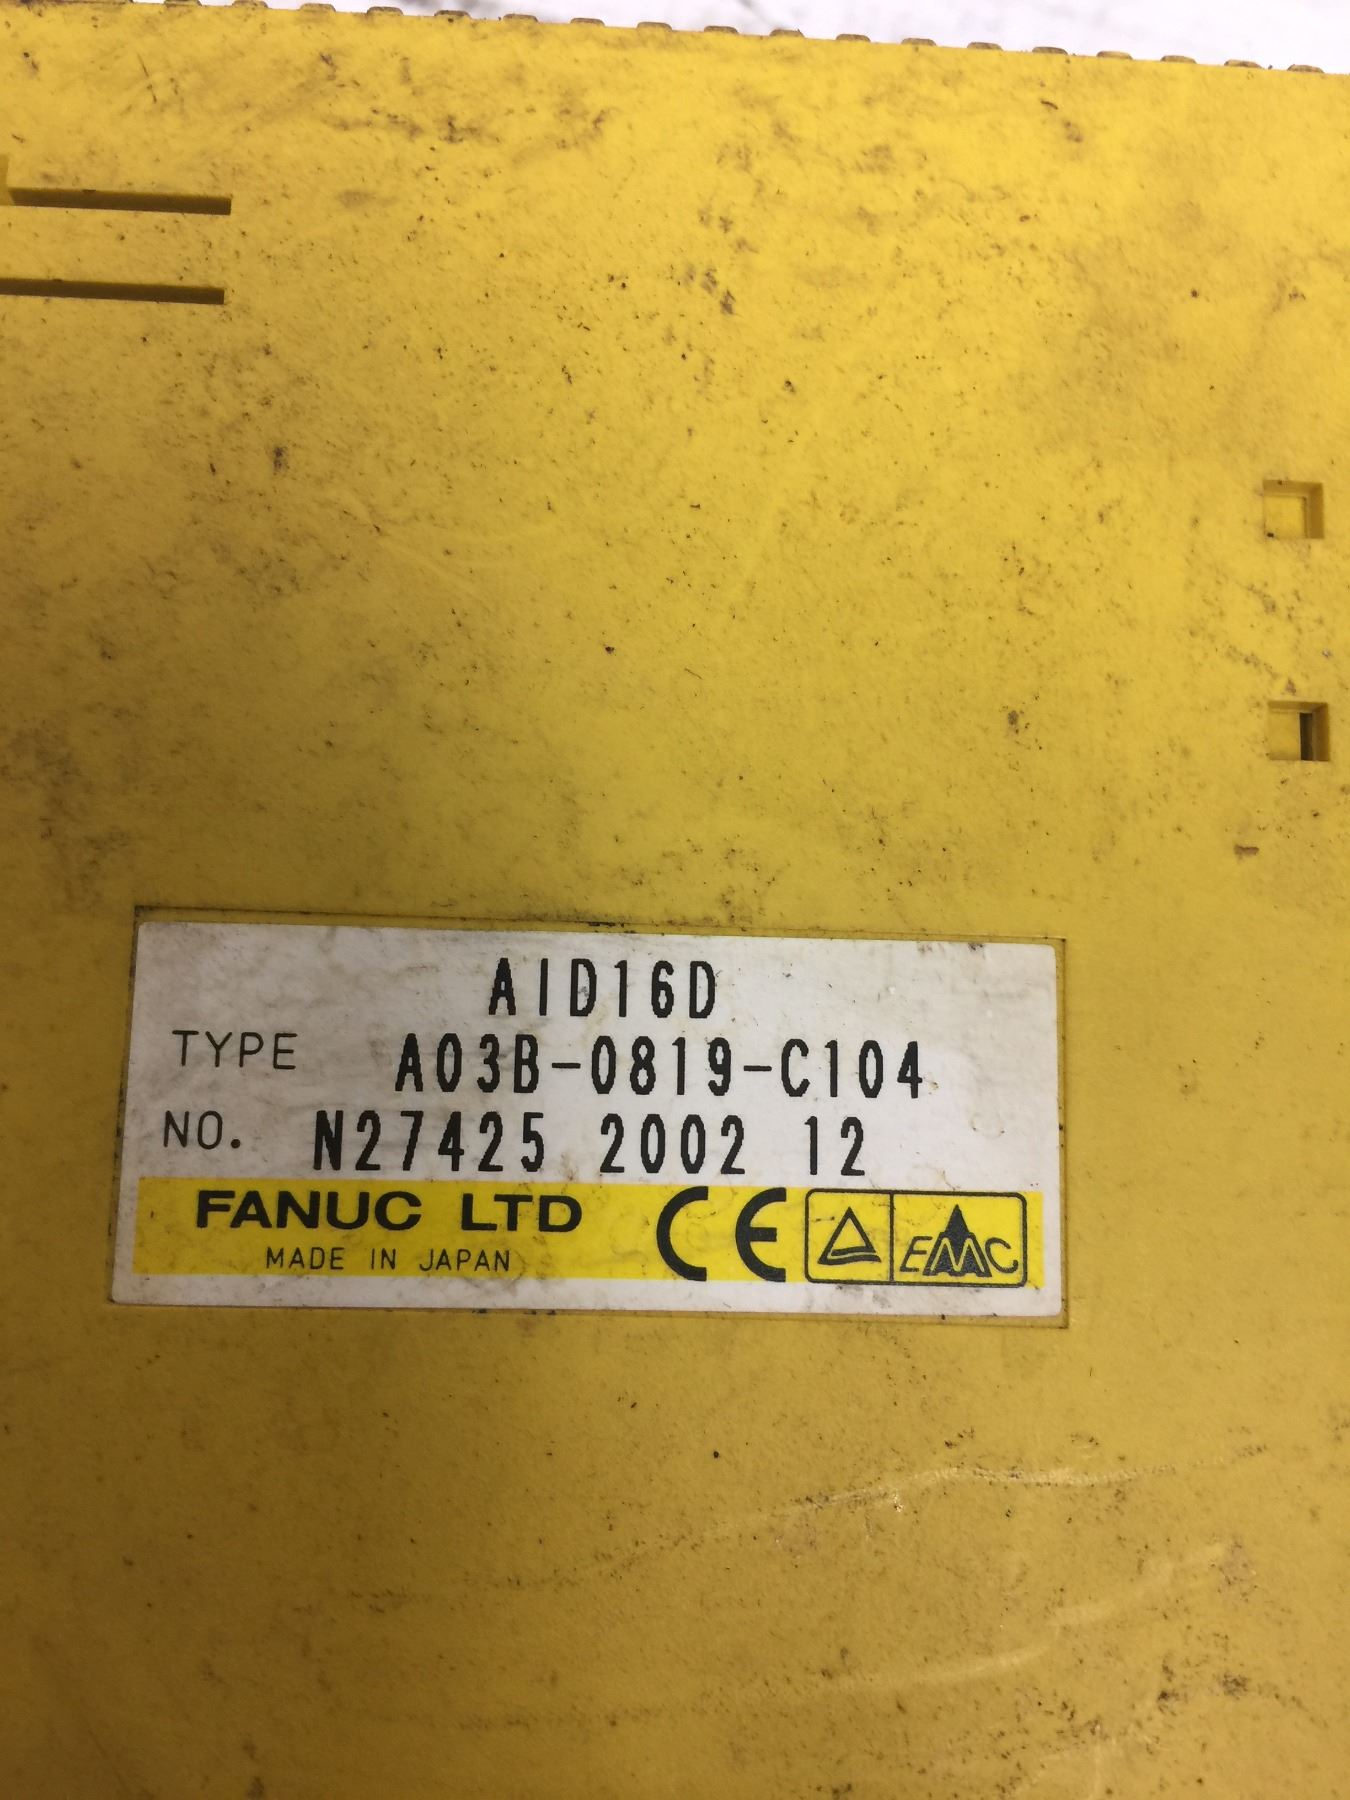 AID16D
TYPE A03B-0819-C104
NO. N27425 2002 12
FANUC LTD CE EMC
MADE IN JAPAN